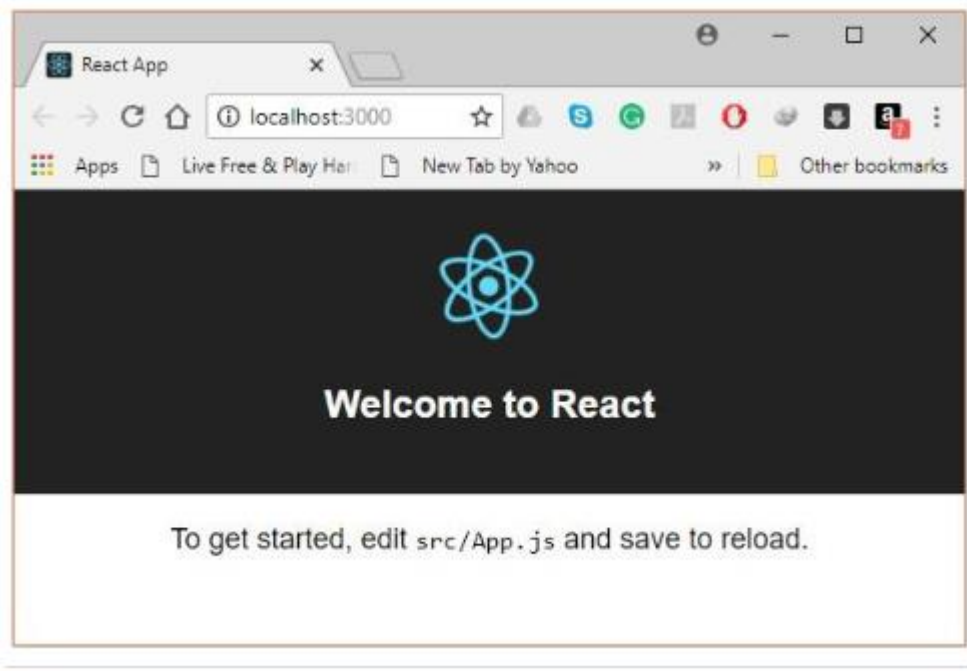 React App
localhost:3000
Apps Live Free & Play Har New Tab by Yahoo » Other bookmarks
Welcome to React
To get started, edit src/App.js and save to reload.